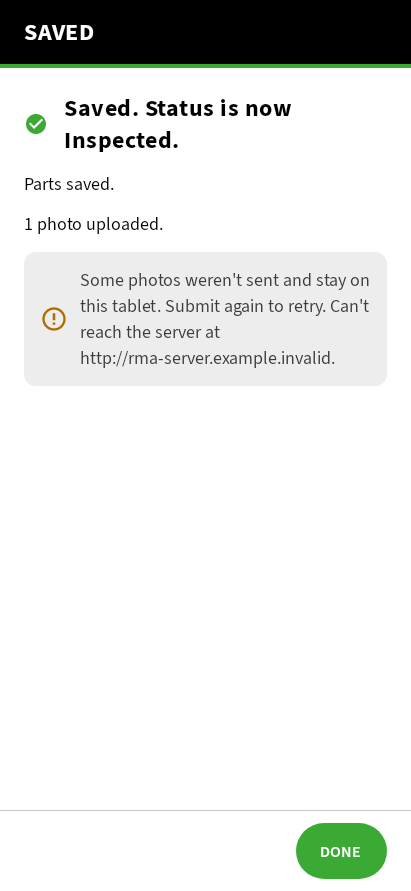 SAVED
Saved. Status is now
Inspected.
Parts saved.
1 photo uploaded.
Some photos weren't sent and stay on
this tablet. Submit again to retry. Can't
reach the server at
http://rma-server.example.invalid.
DONE